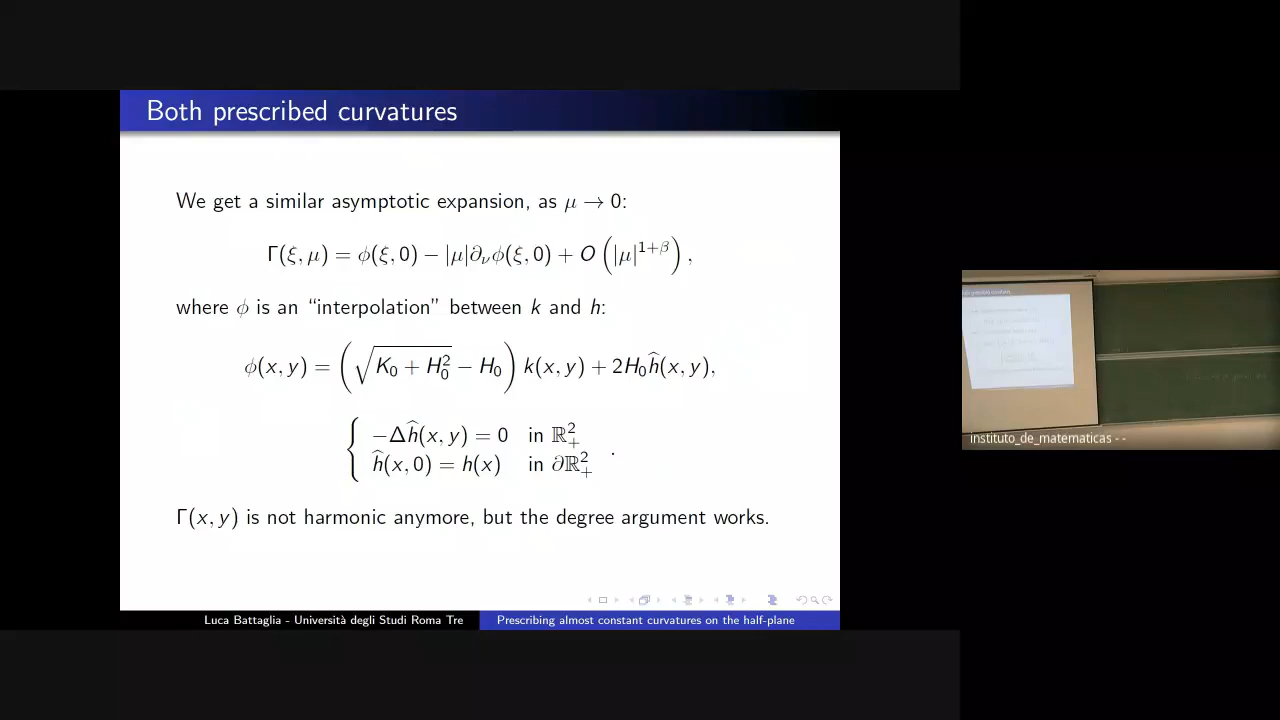 Both prescribed curvatures
We get a similar asymptotic expansion, as μ → 0:
Γ(ξ, μ) = ϕ(ξ, 0) − |μ|∂_ν ϕ(ξ, 0) + O (|μ|^{1+β}),
where ϕ is an “interpolation” between k and h:
ϕ(x, y) = (√(K_0 + H_0^2) − H_0) k(x, y) + 2H_0 ĥ(x, y),
{ −Δĥ(x, y) = 0 in ℝ^2_+
ĥ(x, 0) = h(x) in ∂ℝ^2_+ .
Γ(x, y) is not harmonic anymore, but the degree argument works.
Luca Battaglia - Università degli Studi Roma Tre
Prescribing almost constant curvatures on the half-plane
instituto_de_matematicas - -